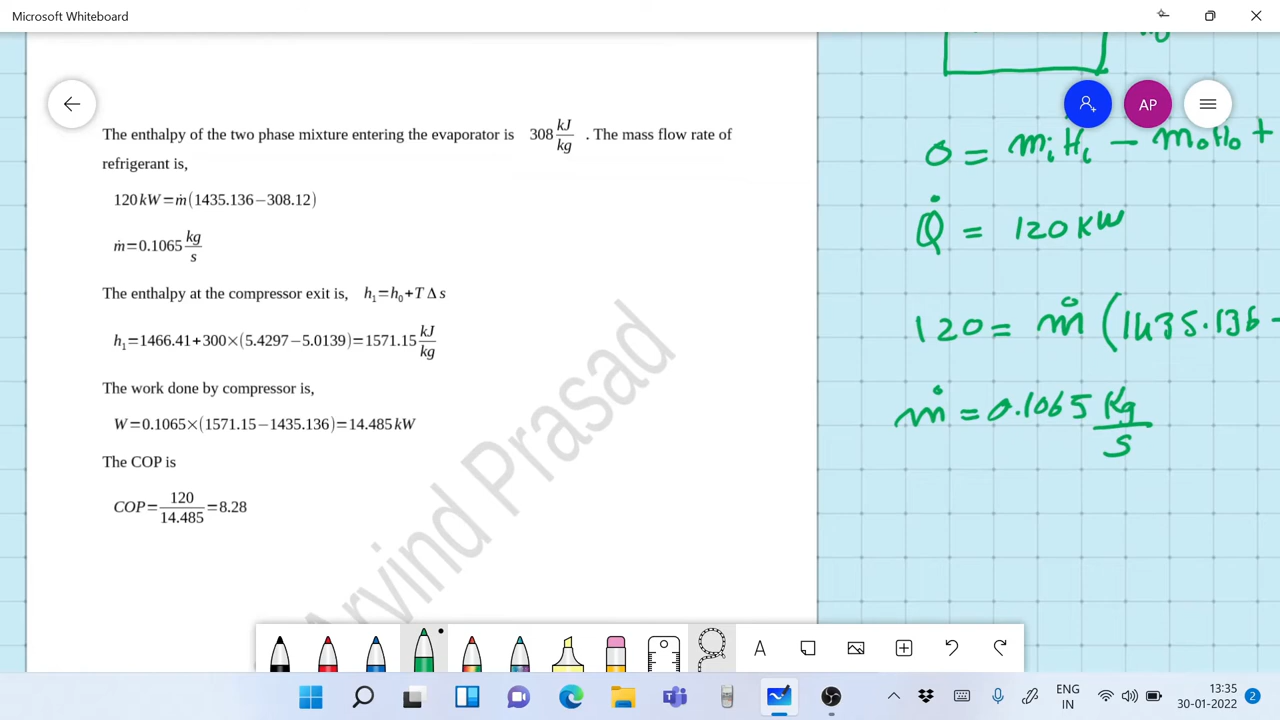 Microsoft Whiteboard
The enthalpy of the two phase mixture entering the evaporator is 308 kJ/kg . The mass flow rate of
refrigerant is,
120 kW = ṁ(1435.136−308.12)
ṁ=0.1065 kg/s
The enthalpy at the compressor exit is, h₁=h₀+T Δ s
h₁=1466.41+300×(5.4297−5.0139)=1571.15 kJ/kg
The work done by compressor is,
W=0.1065×(1571.15−1435.136)=14.485 kW
The COP is
COP=120/14.485=8.28
Arvind Prasad
AP
0 = mᵢHᵢ − m₀H₀ +
Q̇ = 120 KW
120 = ṁ (1435.136 -
ṁ = 0.1065 Kg/s
A
ENG
IN
13:35
30-01-2022
2